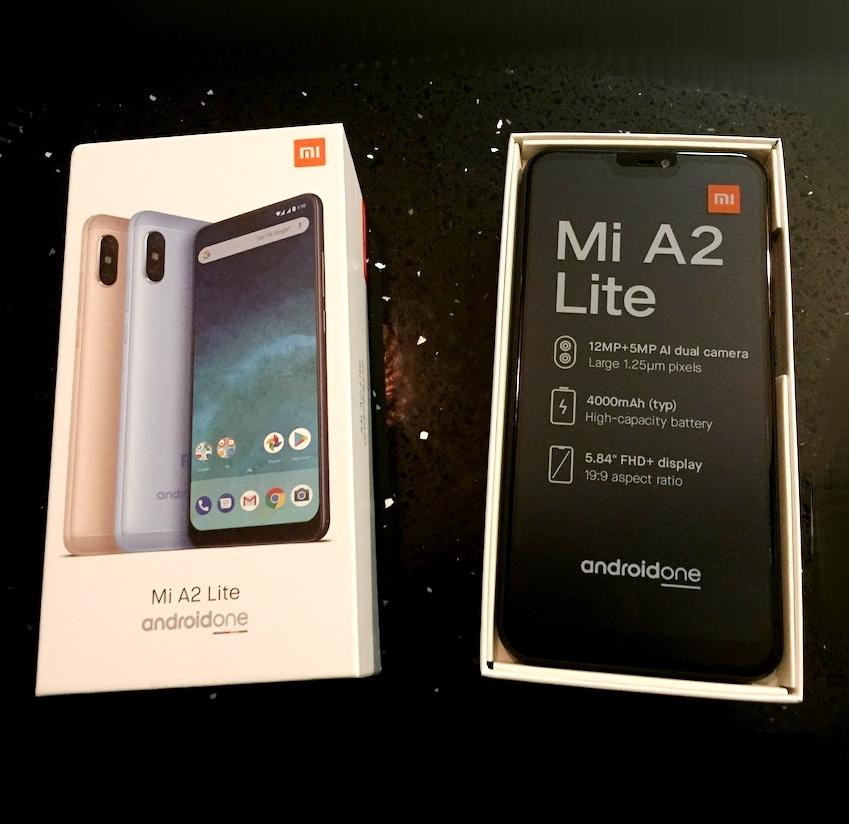 mi
Mi A2 Lite
androidone
mi
Mi A2
Lite
12MP+5MP AI dual camera
Large 1.25μm pixels
4000mAh (typ)
High-capacity battery
5.84" FHD+ display
19:9 aspect ratio
androidone